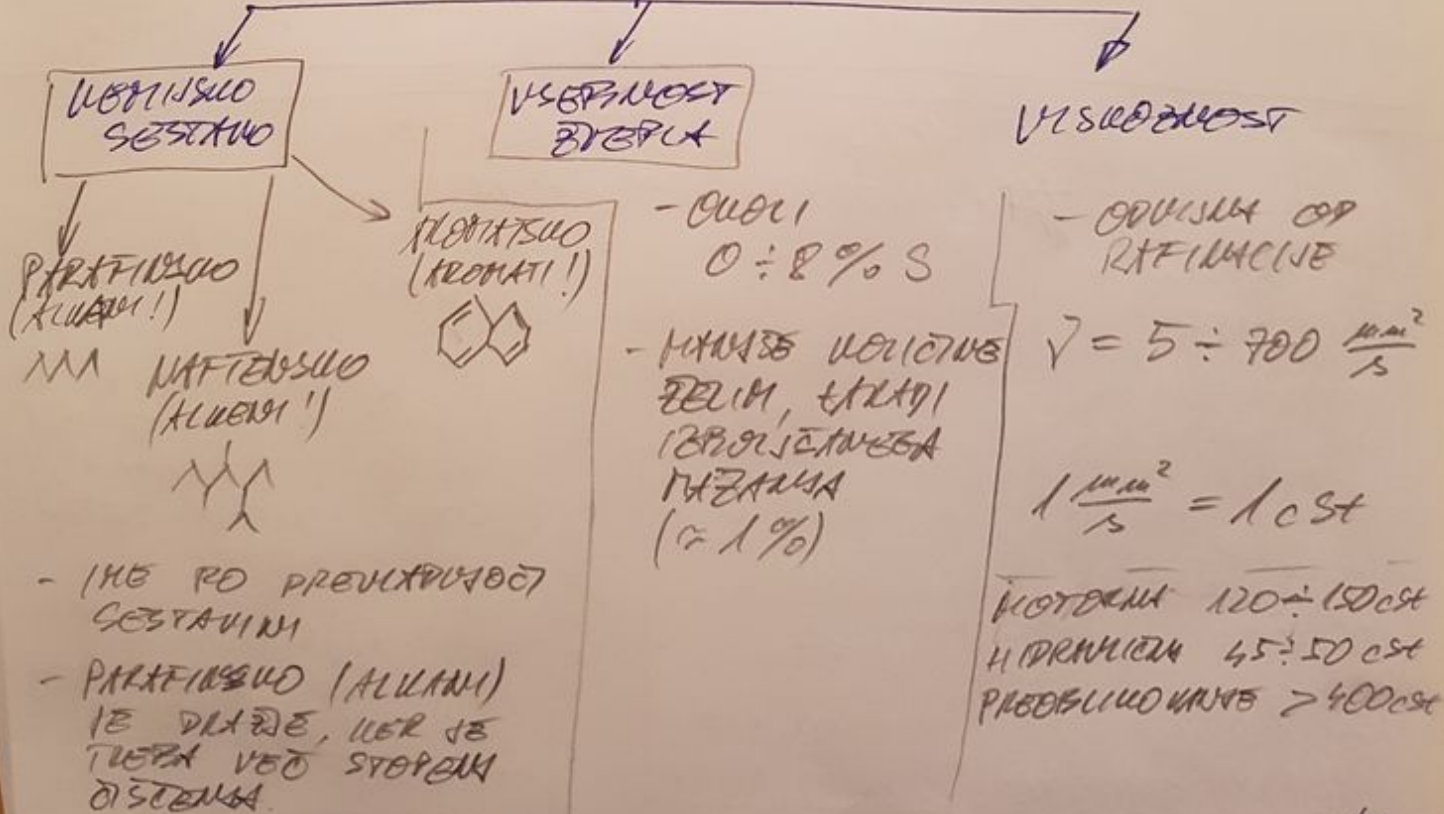 KEMIJSKO
SESTAVO
PARAFINSKO
(ALKANI!)
NAFTENSKO
(ALKENI!)
AROMATSKO
(AROMATI!)
- IME PO PREVLADUJOČI
SESTAVINI
- PARAFINSKO (ALKANI)
JE DRAŽJE, KER JE
TREBA VEČ STOPENJ
ČIŠČENJA
VSEBNOST
ŽVEPLA
- OKOLI
0 ÷ 8 % S
- MANJŠE KOLIČINE
ŽELIM, ZARADI
IZBOLJŠANEGA
MAZANJA
(≈ 1 %)
VISKOZNOST
- ODVISNA OD
RAFINACIJE
ν = 5 ÷ 700 mm²/s
1 mm²/s = 1 cSt
MOTORNA 120 ÷ 150 cSt
HIDRAVLIČNA 45 ÷ 50 cSt
PREOBLIKOVANJE > 400 cSt